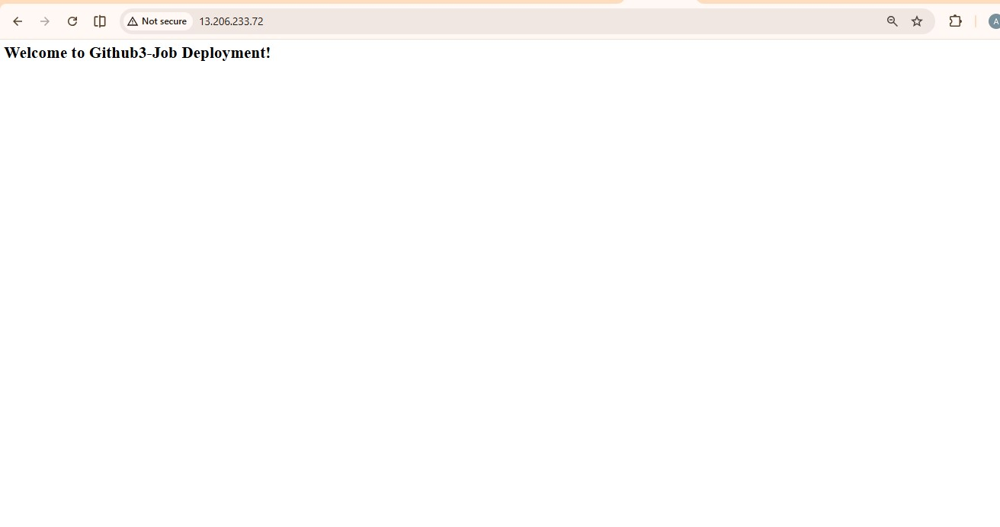 Not secure 13.206.233.72
A
Welcome to Github3-Job Deployment!